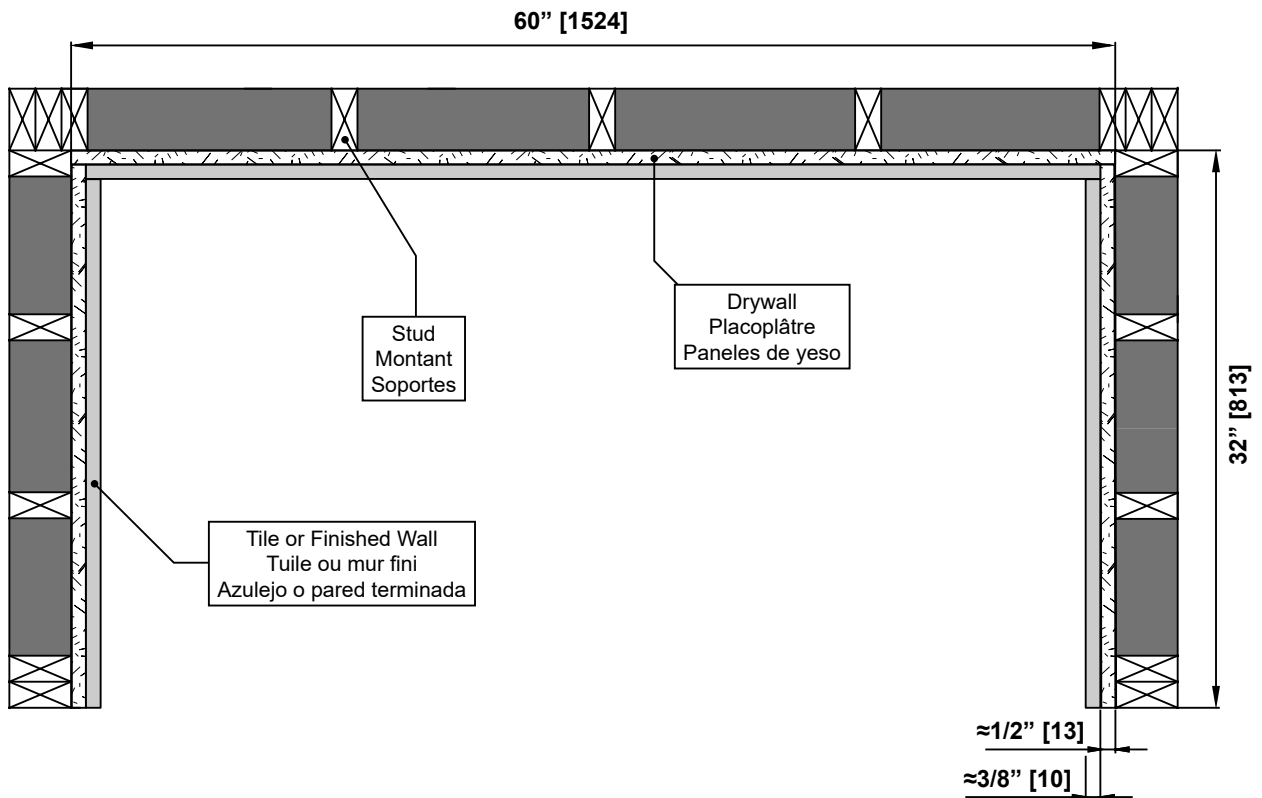 60” [1524]
Drywall
Placoplâtre
Paneles de yeso
Stud
Montant
Soportes
32” [813]
Tile or Finished Wall
Tuile ou mur fini
Azulejo o pared terminada
≈1/2” [13]
≈3/8” [10]